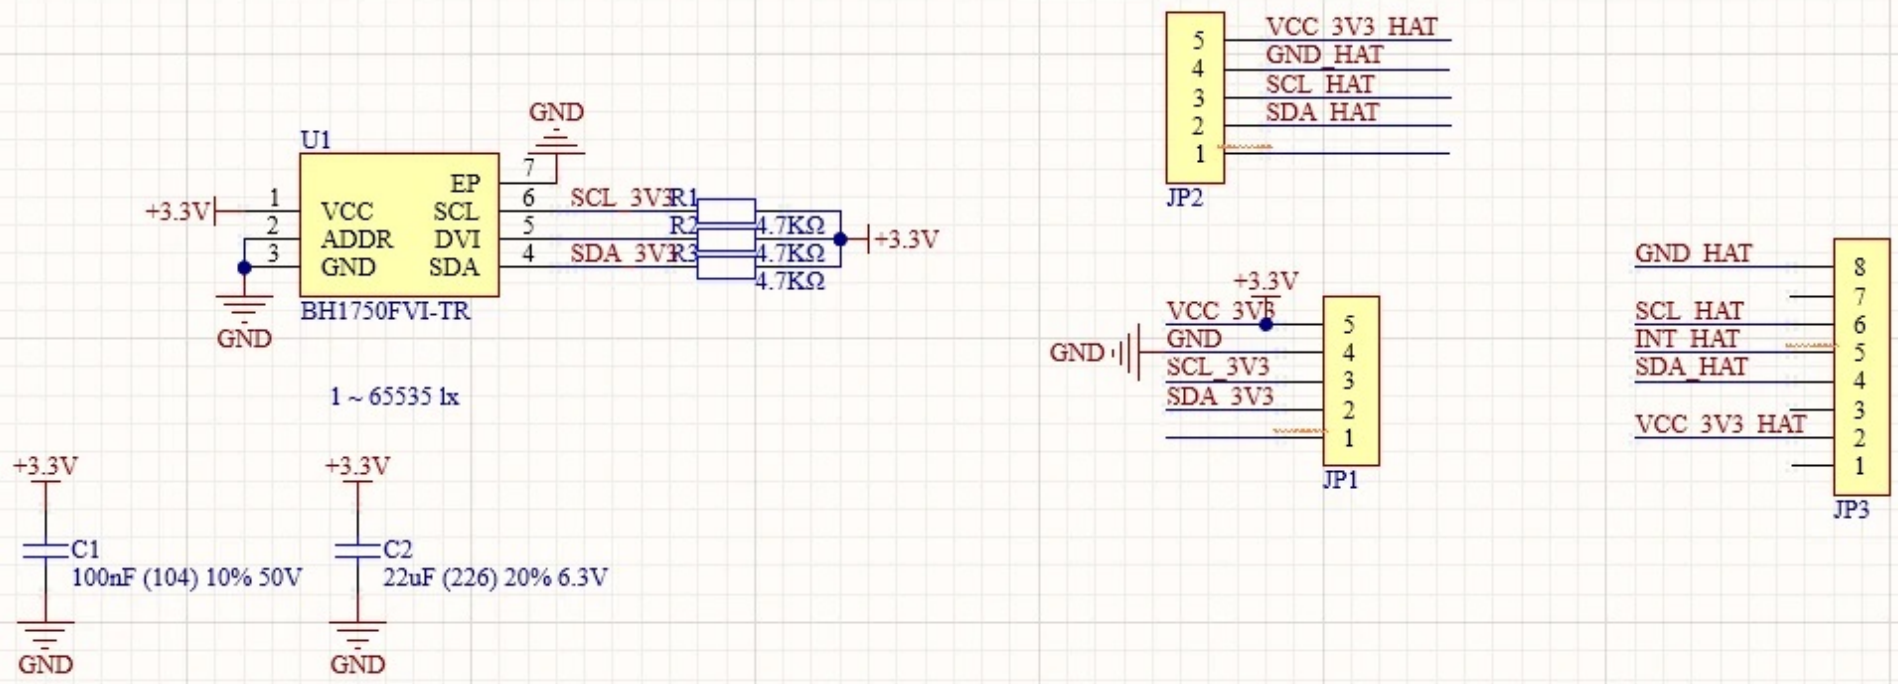 U1
GND
+3.3V
1
2
3
VCC
ADDR
GND
EP
SCL
DVI
SDA
7
6
5
4
SCL_3V3
SDA_3V3
R1
R2
R3
4.7KΩ
4.7KΩ
4.7KΩ
+3.3V
BH1750FVI-TR
GND
1 ~ 65535 lx
+3.3V
C1
100nF (104) 10% 50V
GND
+3.3V
C2
22uF (226) 20% 6.3V
GND
5 VCC_3V3_HAT
4 GND_HAT
3 SCL_HAT
2 SDA_HAT
1
JP2
+3.3V
VCC_3V3 5
GND GND 4
SCL_3V3 3
SDA_3V3 2
1
JP1
GND_HAT 8
7
SCL_HAT 6
INT_HAT 5
SDA_HAT 4
3
VCC_3V3_HAT 2
1
JP3